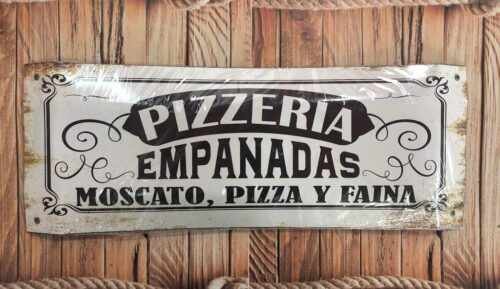 PIZZERIA
EMPANADAS
MOSCATO, PIZZA Y FAINA